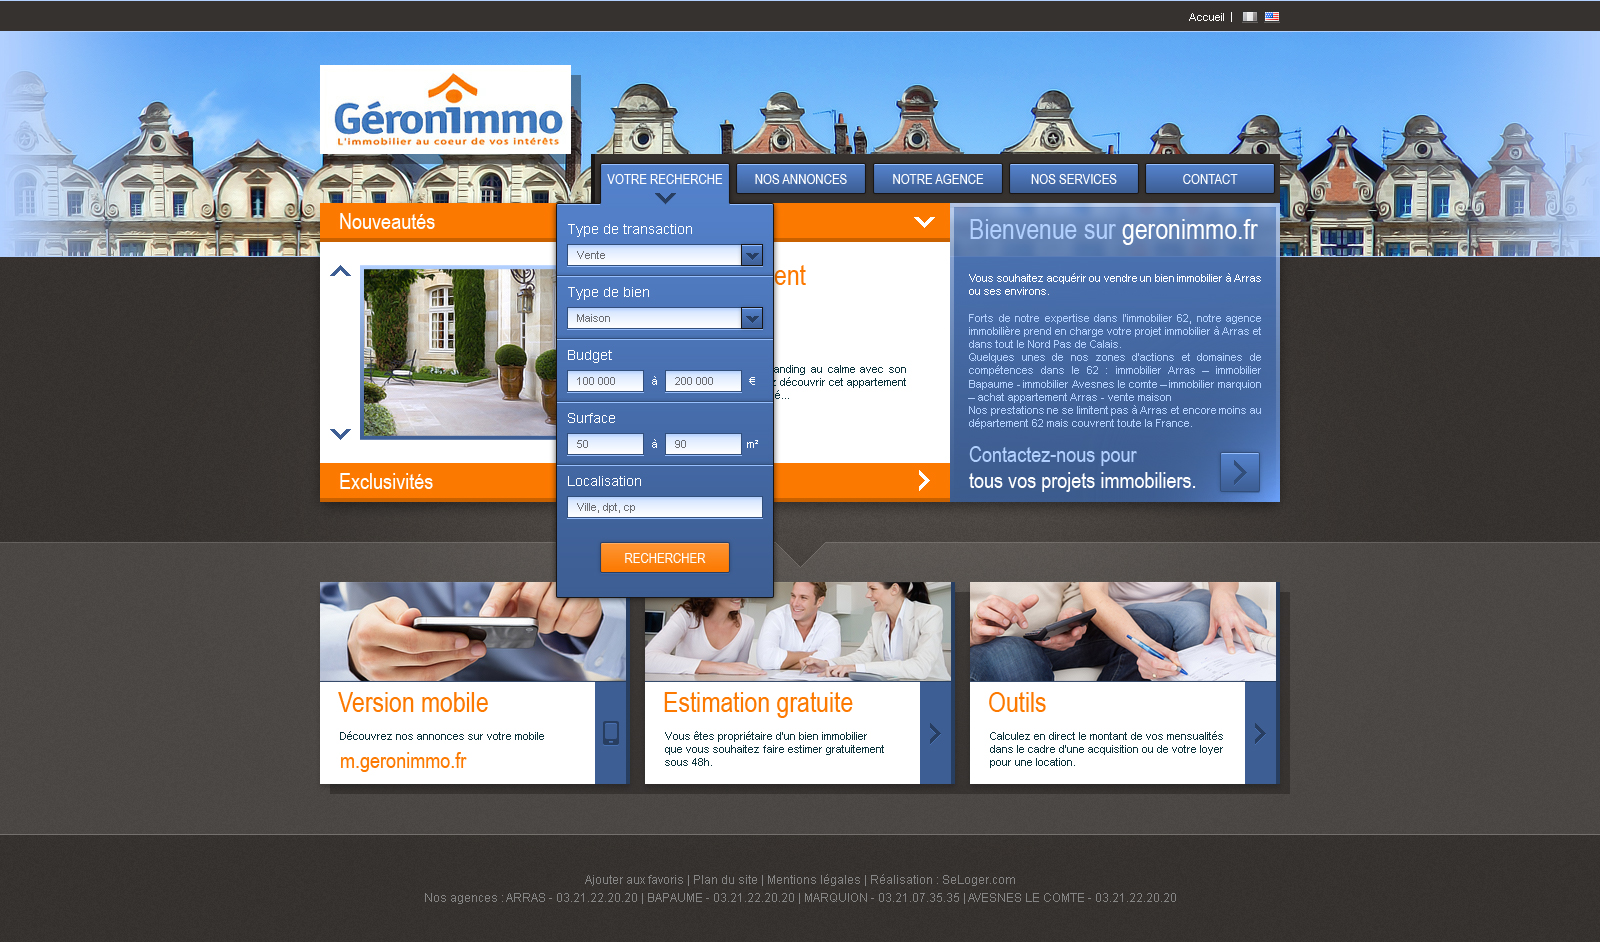 Accueil |
Géronimmo
L'immobilier au coeur de vos intérêts
VOTRE RECHERCHE
NOS ANNONCES
NOTRE AGENCE
NOS SERVICES
CONTACT
Nouveautés
ent
anding au calme avec son
découvrir cet appartement
é...
Exclusivités
Type de transaction
Vente
Type de bien
Maison
Budget
100 000 à 200 000 €
Surface
50 à 90 m²
Localisation
Ville, dpt, cp
RECHERCHER
Bienvenue sur geronimmo.fr
Vous souhaitez acquérir ou vendre un bien immobilier à Arras
ou ses environs.
Forts de notre expertise dans l'immobilier 62, notre agence
immobilière prend en charge votre projet immobilier à Arras et
dans tout le Nord Pas de Calais.
Quelques unes de nos zones d'actions et domaines de
compétences dans le 62 : immobilier Arras – immobilier
Bapaume - immobilier Avesnes le comte – immobilier marquion
– achat appartement Arras - vente maison
Nos prestations ne se limitent pas à Arras et encore moins au
département 62 mais couvrent toute la France.
Contactez-nous pour
tous vos projets immobiliers.
Version mobile
Découvrez nos annonces sur votre mobile
m.geronimmo.fr
Estimation gratuite
Vous êtes propriétaire d'un bien immobilier
que vous souhaitez faire estimer gratuitement
sous 48h.
Outils
Calculez en direct le montant de vos mensualités
dans le cadre d'une acquisition ou de votre loyer
pour une location.
Ajouter aux favoris | Plan du site | Mentions légales | Réalisation : SeLoger.com
Nos agences : ARRAS - 03.21.22.20.20 | BAPAUME - 03.21.22.20.20 | MARQUION - 03.21.07.35.35 | AVESNES LE COMTE - 03.21.22.20.20